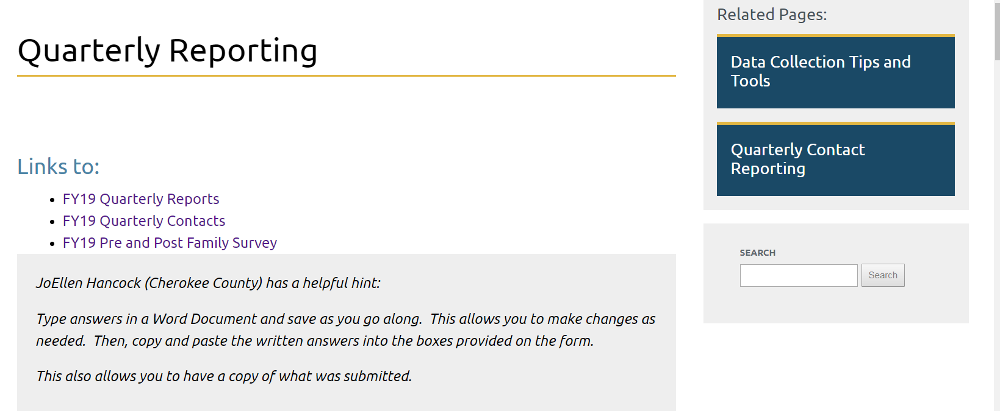 Quarterly Reporting
Links to:
FY19 Quarterly Reports
FY19 Quarterly Contacts
FY19 Pre and Post Family Survey
JoEllen Hancock (Cherokee County) has a helpful hint:
Type answers in a Word Document and save as you go along.  This allows you to make changes as
needed.  Then, copy and paste the written answers into the boxes provided on the form.
This also allows you to have a copy of what was submitted.
Related Pages:
Data Collection Tips and
Tools
Quarterly Contact
Reporting
SEARCH
Search